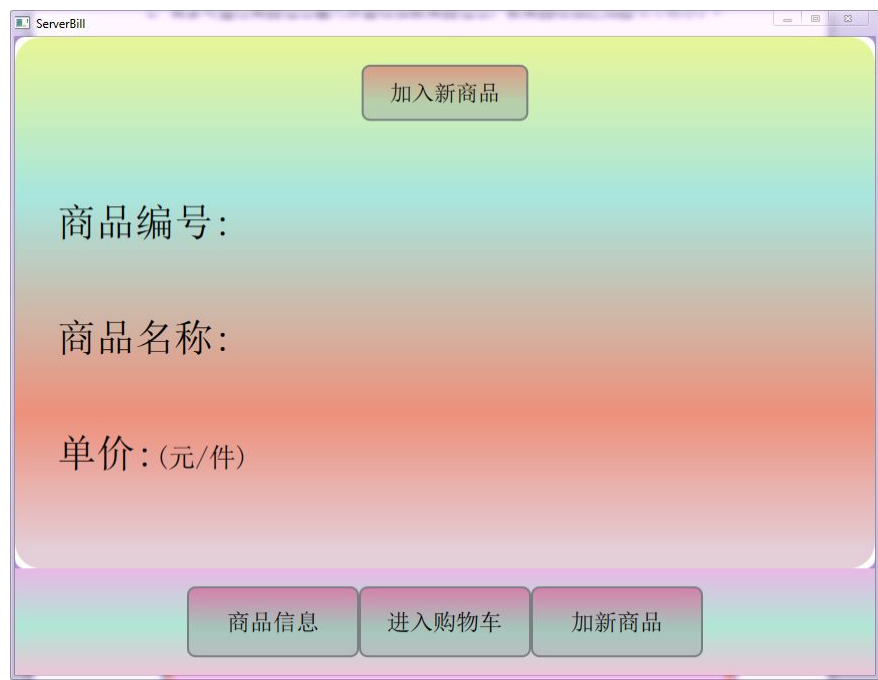 ServerBill
加入新商品
商品编号:
商品名称:
单价:(元/件)
商品信息 进入购物车 加新商品